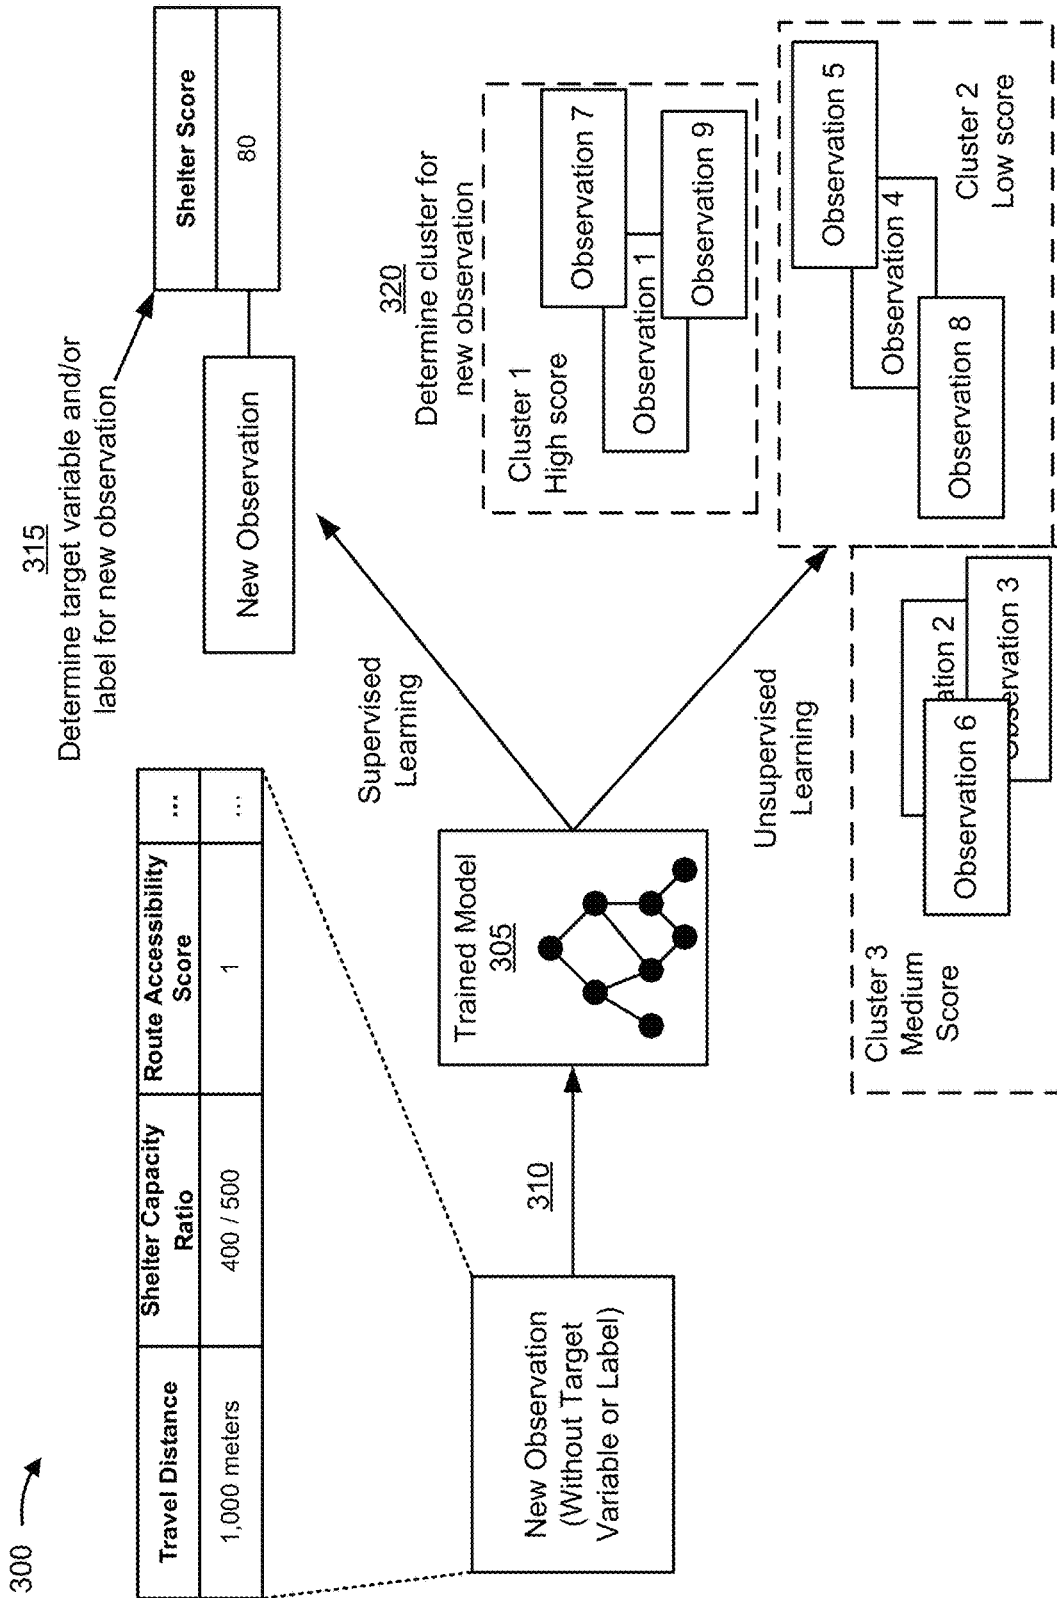 300
Travel Distance
Shelter Capacity
Ratio
Route Accessibility
Score
...
1,000 meters
400 / 500
1
...
New Observation
(Without Target
Variable or Label)
310
Trained Model
305
Supervised
Learning
Unsupervised
Learning
315
Determine target variable and/or
label for new observation
New Observation
Shelter Score
80
320
Determine cluster for
new observation
Cluster 1
High score
Observation 7
Observation 1
Observation 9
Cluster 3
Medium
Score
ation 2
Observation 6
Observation 3
Observation 5
Observation 4
Observation 8
Cluster 2
Low score